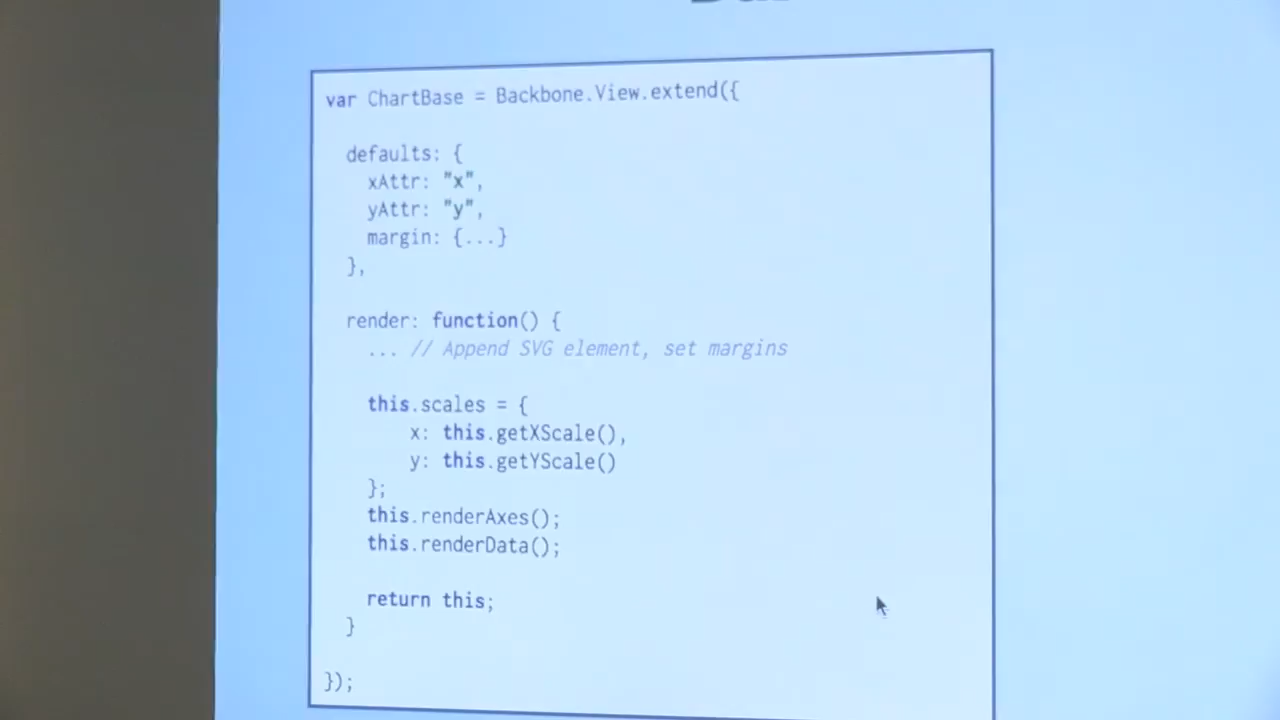 var ChartBase = Backbone.View.extend({
defaults: {
xAttr: "x",
yAttr: "y",
margin: {...}
},
render: function() {
... // Append SVG element, set margins
this.scales = {
x: this.getXScale(),
y: this.getYScale()
};
this.renderAxes();
this.renderData();
return this;
}
});